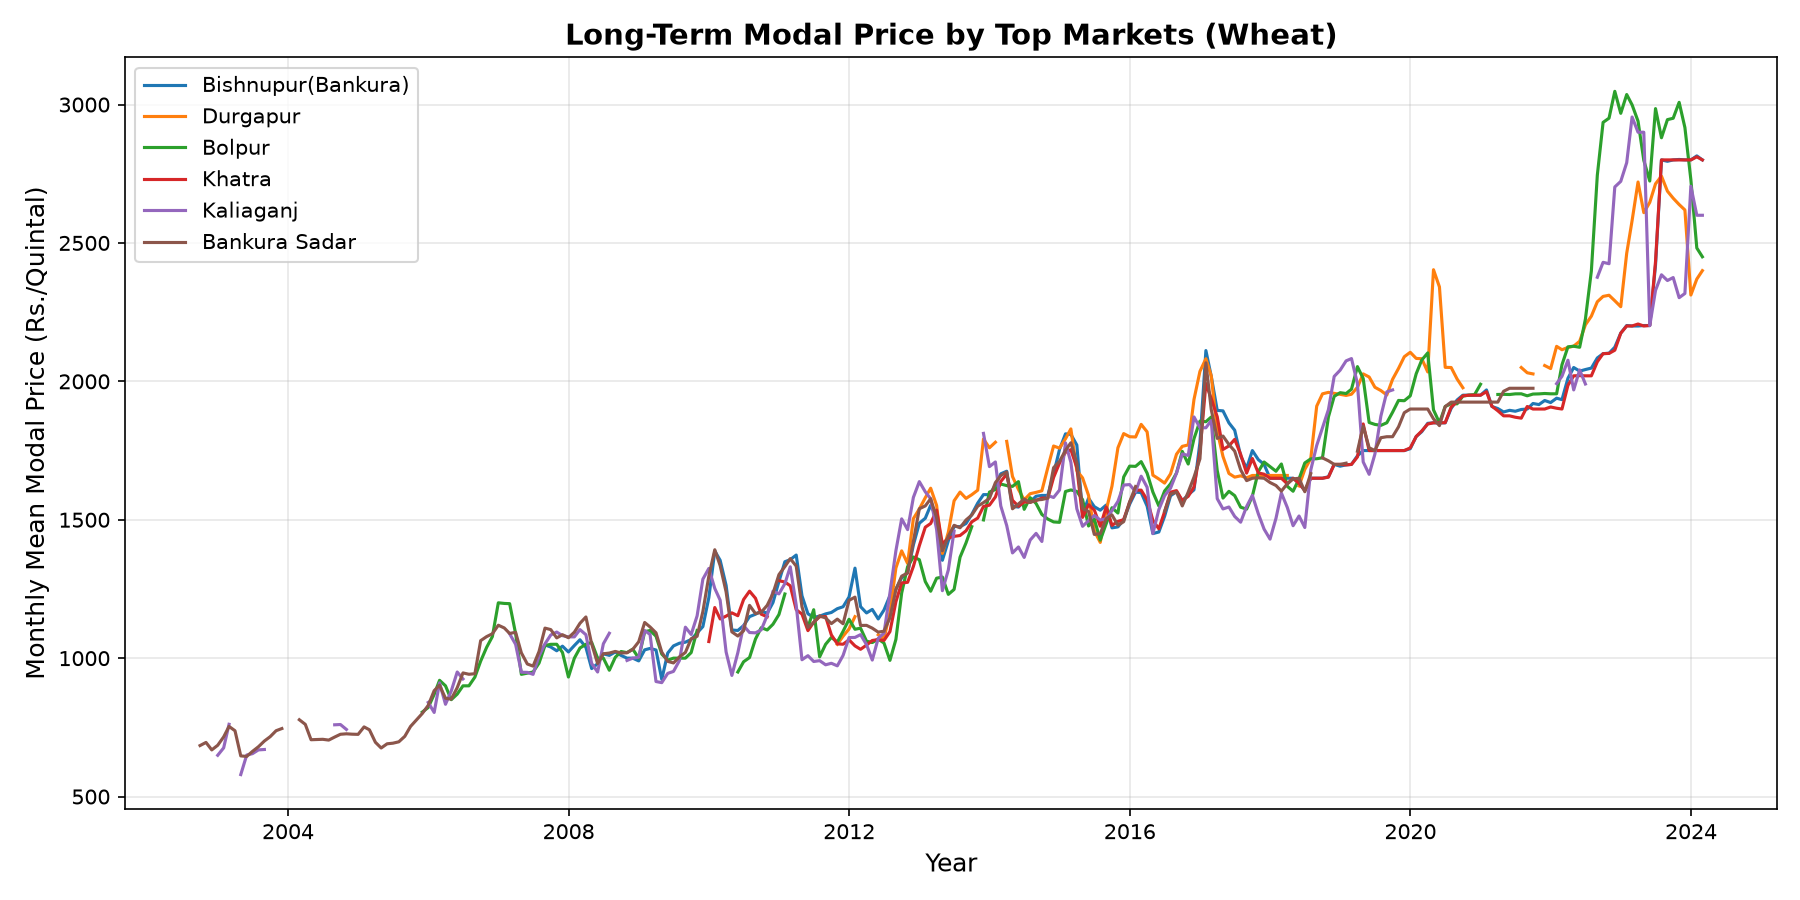 Long-Term Modal Price by Top Markets (Wheat)
Bishnupur(Bankura)
Durgapur
Bolpur
Khatra
Kaliaganj
Bankura Sadar
Monthly Mean Modal Price (Rs./Quintal)
3000
2500
2000
1500
1000
500
2004
2008
2012
2016
2020
2024
Year